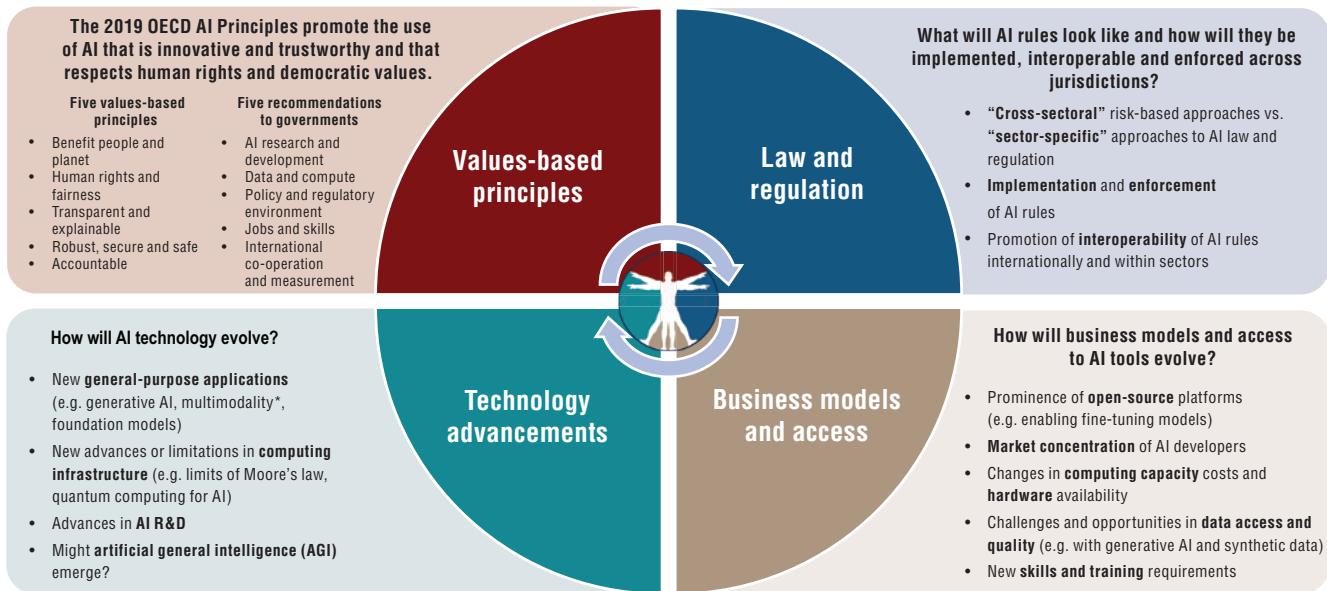 The 2019 OECD AI Principles promote the use
of AI that is innovative and trustworthy and that
respects human rights and democratic values.
Five values-based
principles
• Benefit people and
planet
• Human rights and
fairness
• Transparent and
explainable
• Robust, secure and safe
• Accountable
Five recommendations
to governments
• AI research and
development
• Data and compute
• Policy and regulatory
environment
• Jobs and skills
• International
co-operation
and measurement
Values-based
principles
Law and
regulation
What will AI rules look like and how will they be
implemented, interoperable and enforced across
jurisdictions?
• “Cross-sectoral” risk-based approaches vs.
“sector-specific” approaches to AI law and
regulation
• Implementation and enforcement
of AI rules
• Promotion of interoperability of AI rules
internationally and within sectors
How will AI technology evolve?
• New general-purpose applications
(e.g. generative AI, multimodality*,
foundation models)
• New advances or limitations in computing
infrastructure (e.g. limits of Moore’s law,
quantum computing for AI)
• Advances in AI R&D
• Might artificial general intelligence (AGI)
emerge?
Technology
advancements
Business models
and access
How will business models and access
to AI tools evolve?
• Prominence of open-source platforms
(e.g. enabling fine-tuning models)
• Market concentration of AI developers
• Changes in computing capacity costs and
hardware availability
• Challenges and opportunities in data access and
quality (e.g. with generative AI and synthetic data)
• New skills and training requirements